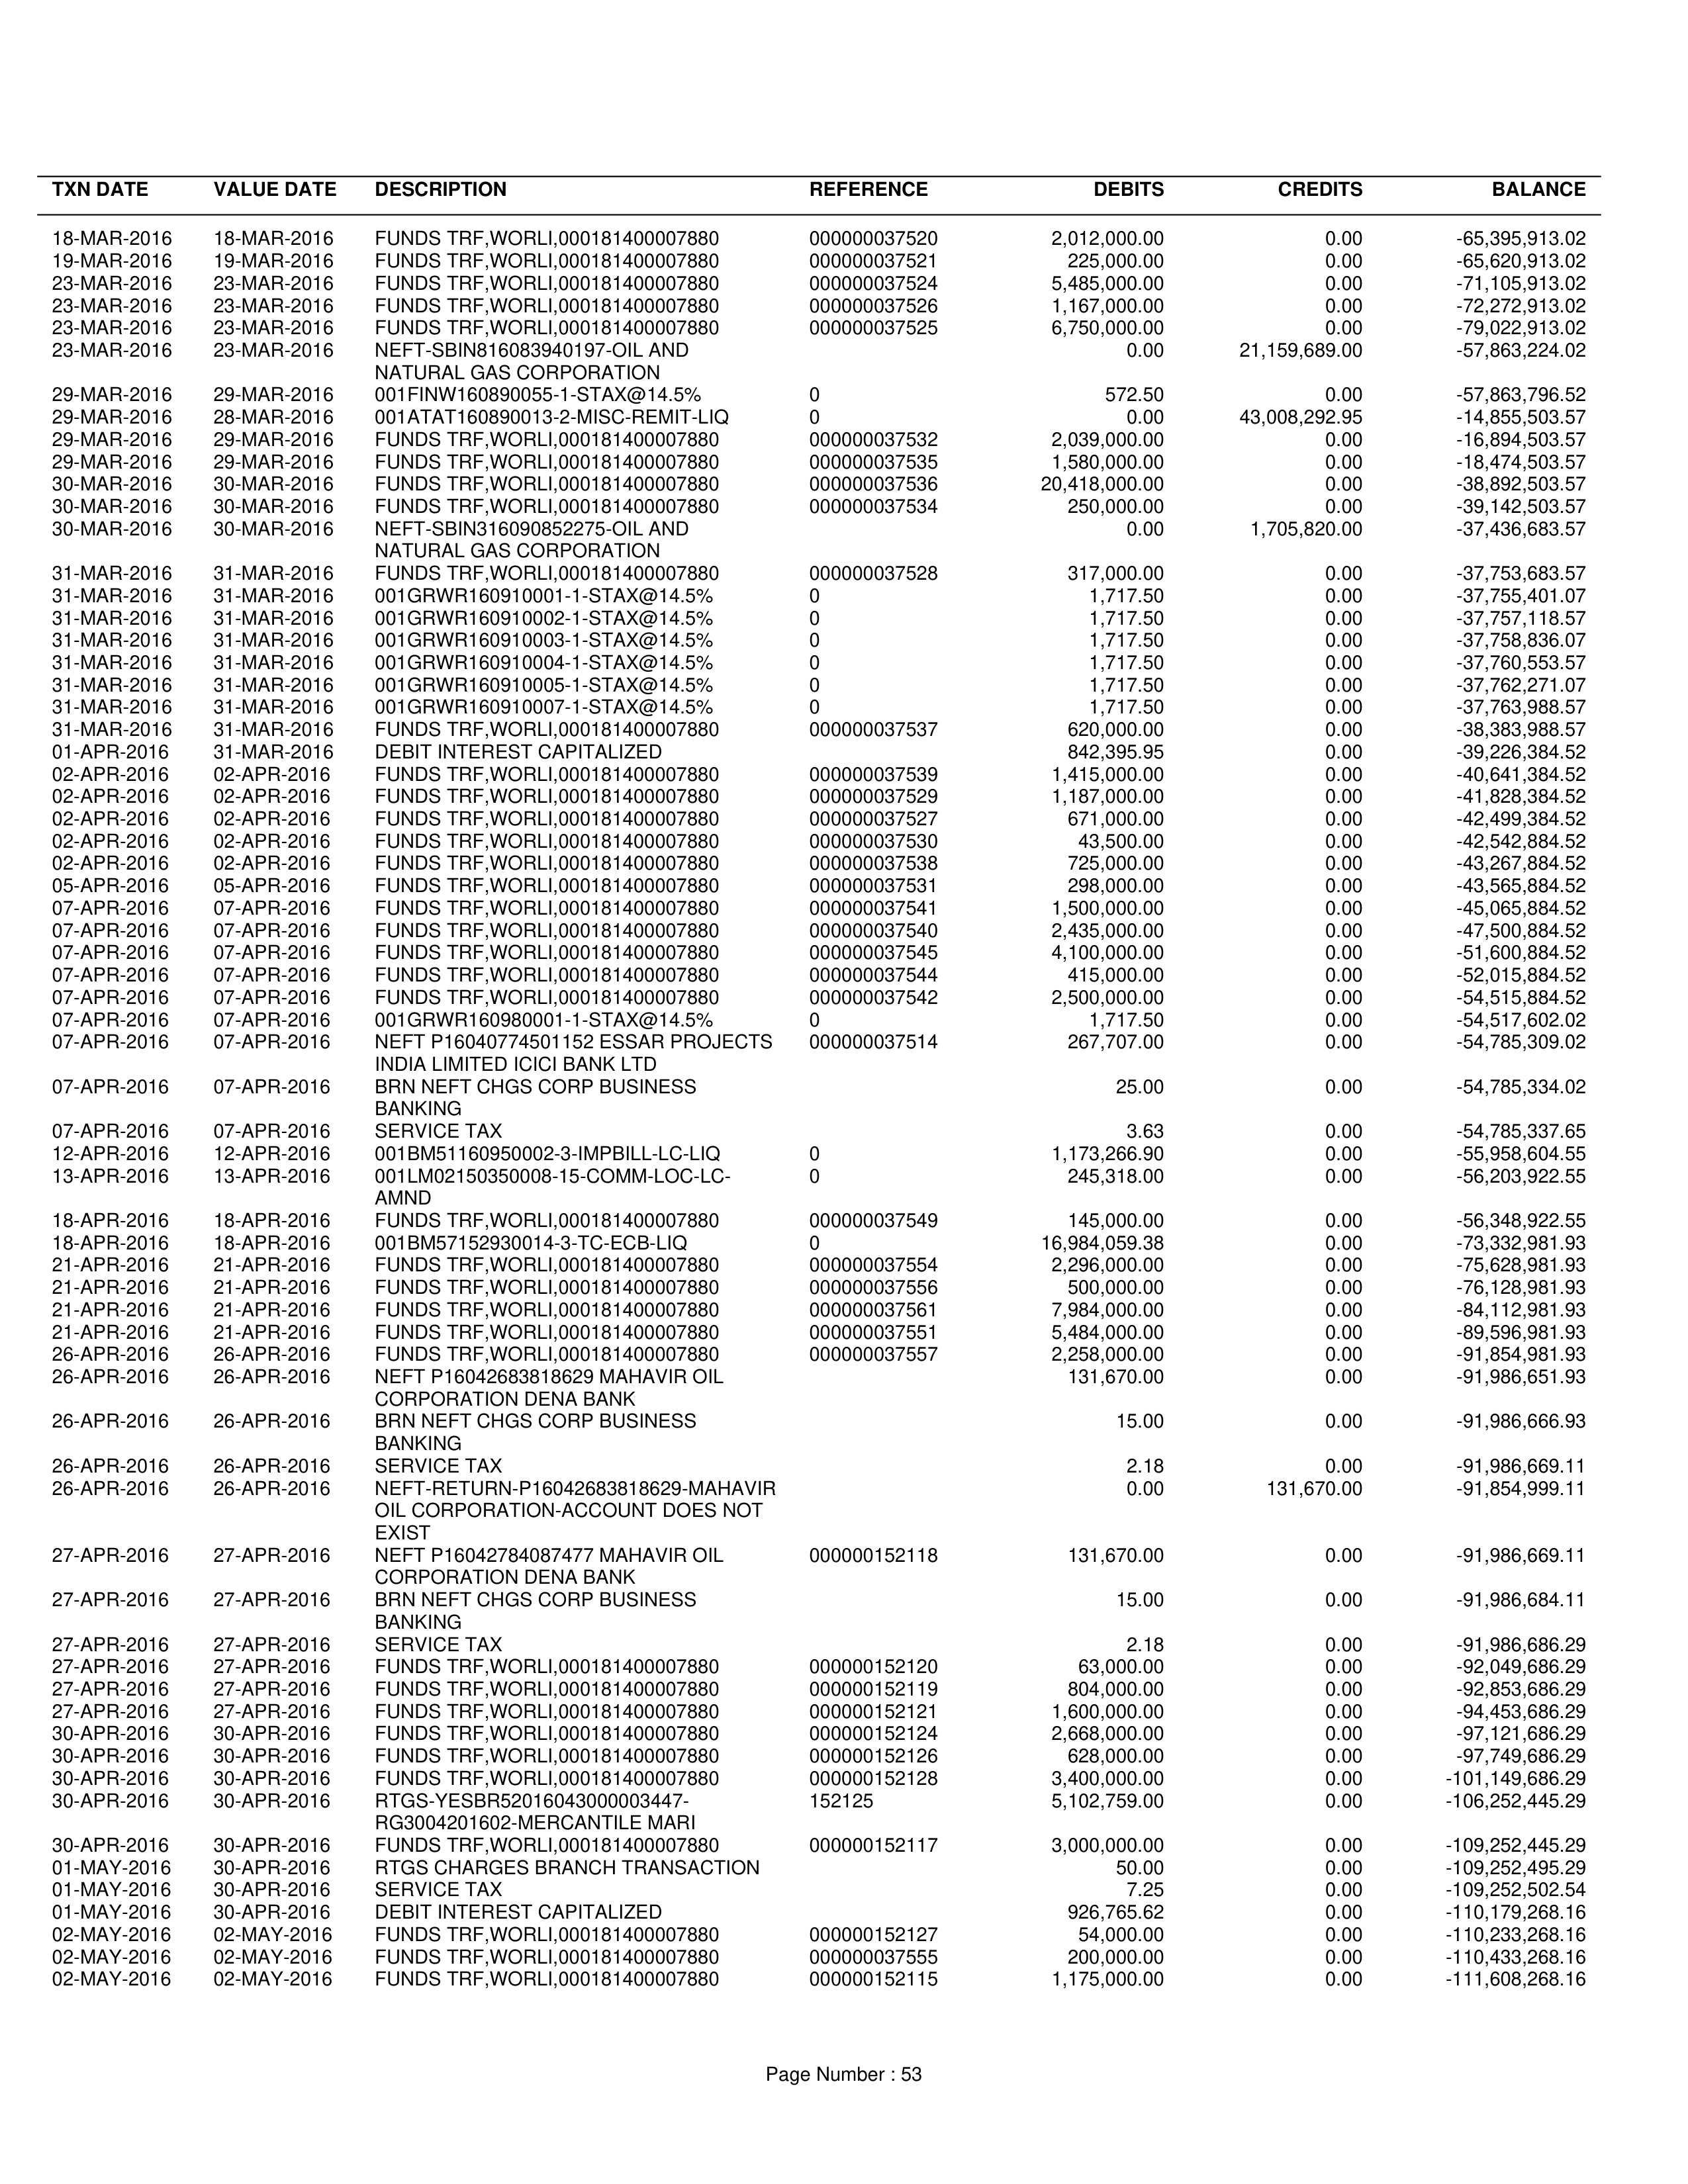 TXN DATE VALUE DATE DESCRIPTION REFERENCE DEBITS CREDITS BALANCE
18-MAR-2016 18-MAR-2016 FUNDS TRF,WORLI,000181400007880 000000037520 2,012,000.00 0.00 -65,395,913.02
19-MAR-2016 19-MAR-2016 FUNDS TRF,WORLI,000181400007880 000000037521 225,000.00 0.00 -65,620,913.02
23-MAR-2016 23-MAR-2016 FUNDS TRF,WORLI,000181400007880 000000037524 5,485,000.00 0.00 -71,105,913.02
23-MAR-2016 23-MAR-2016 FUNDS TRF,WORLI,000181400007880 000000037526 1,167,000.00 0.00 -72,272,913.02
23-MAR-2016 23-MAR-2016 FUNDS TRF,WORLI,000181400007880 000000037525 6,750,000.00 0.00 -79,022,913.02
23-MAR-2016 23-MAR-2016 NEFT-SBIN816083940197-OIL AND 0.00 21,159,689.00 -57,863,224.02
NATURAL GAS CORPORATION
29-MAR-2016 29-MAR-2016 001FINW160890055-1-STAX@14.5% 0 572.50 0.00 -57,863,796.52
29-MAR-2016 28-MAR-2016 001ATAT160890013-2-MISC-REMIT-LIQ 0 0.00 43,008,292.95 -14,855,503.57
29-MAR-2016 29-MAR-2016 FUNDS TRF,WORLI,000181400007880 000000037532 2,039,000.00 0.00 -16,894,503.57
29-MAR-2016 29-MAR-2016 FUNDS TRF,WORLI,000181400007880 000000037535 1,580,000.00 0.00 -18,474,503.57
30-MAR-2016 30-MAR-2016 FUNDS TRF,WORLI,000181400007880 000000037536 20,418,000.00 0.00 -38,892,503.57
30-MAR-2016 30-MAR-2016 FUNDS TRF,WORLI,000181400007880 000000037534 250,000.00 0.00 -39,142,503.57
30-MAR-2016 30-MAR-2016 NEFT-SBIN316090852275-OIL AND 0.00 1,705,820.00 -37,436,683.57
NATURAL GAS CORPORATION
31-MAR-2016 31-MAR-2016 FUNDS TRF,WORLI,000181400007880 000000037528 317,000.00 0.00 -37,753,683.57
31-MAR-2016 31-MAR-2016 001GRWR160910001-1-STAX@14.5% 0 1,717.50 0.00 -37,755,401.07
31-MAR-2016 31-MAR-2016 001GRWR160910002-1-STAX@14.5% 0 1,717.50 0.00 -37,757,118.57
31-MAR-2016 31-MAR-2016 001GRWR160910003-1-STAX@14.5% 0 1,717.50 0.00 -37,758,836.07
31-MAR-2016 31-MAR-2016 001GRWR160910004-1-STAX@14.5% 0 1,717.50 0.00 -37,760,553.57
31-MAR-2016 31-MAR-2016 001GRWR160910005-1-STAX@14.5% 0 1,717.50 0.00 -37,762,271.07
31-MAR-2016 31-MAR-2016 001GRWR160910007-1-STAX@14.5% 0 1,717.50 0.00 -37,763,988.57
31-MAR-2016 31-MAR-2016 FUNDS TRF,WORLI,000181400007880 000000037537 620,000.00 0.00 -38,383,988.57
01-APR-2016 31-MAR-2016 DEBIT INTEREST CAPITALIZED 842,395.95 0.00 -39,226,384.52
02-APR-2016 02-APR-2016 FUNDS TRF,WORLI,000181400007880 000000037539 1,415,000.00 0.00 -40,641,384.52
02-APR-2016 02-APR-2016 FUNDS TRF,WORLI,000181400007880 000000037529 1,187,000.00 0.00 -41,828,384.52
02-APR-2016 02-APR-2016 FUNDS TRF,WORLI,000181400007880 000000037527 671,000.00 0.00 -42,499,384.52
02-APR-2016 02-APR-2016 FUNDS TRF,WORLI,000181400007880 000000037530 43,500.00 0.00 -42,542,884.52
02-APR-2016 02-APR-2016 FUNDS TRF,WORLI,000181400007880 000000037538 725,000.00 0.00 -43,267,884.52
05-APR-2016 05-APR-2016 FUNDS TRF,WORLI,000181400007880 000000037531 298,000.00 0.00 -43,565,884.52
07-APR-2016 07-APR-2016 FUNDS TRF,WORLI,000181400007880 000000037541 1,500,000.00 0.00 -45,065,884.52
07-APR-2016 07-APR-2016 FUNDS TRF,WORLI,000181400007880 000000037540 2,435,000.00 0.00 -47,500,884.52
07-APR-2016 07-APR-2016 FUNDS TRF,WORLI,000181400007880 000000037545 4,100,000.00 0.00 -51,600,884.52
07-APR-2016 07-APR-2016 FUNDS TRF,WORLI,000181400007880 000000037544 415,000.00 0.00 -52,015,884.52
07-APR-2016 07-APR-2016 FUNDS TRF,WORLI,000181400007880 000000037542 2,500,000.00 0.00 -54,515,884.52
07-APR-2016 07-APR-2016 001GRWR160980001-1-STAX@14.5% 0 1,717.50 0.00 -54,517,602.02
07-APR-2016 07-APR-2016 NEFT P16040774501152 ESSAR PROJECTS 000000037514 267,707.00 0.00 -54,785,309.02
INDIA LIMITED ICICI BANK LTD
07-APR-2016 07-APR-2016 BRN NEFT CHGS CORP BUSINESS 25.00 0.00 -54,785,334.02
BANKING
07-APR-2016 07-APR-2016 SERVICE TAX 3.63 0.00 -54,785,337.65
12-APR-2016 12-APR-2016 001BM51160950002-3-IMPBILL-LC-LIQ 0 1,173,266.90 0.00 -55,958,604.55
13-APR-2016 13-APR-2016 001LM02150350008-15-COMM-LOC-LC- 0 245,318.00 0.00 -56,203,922.55
AMND
18-APR-2016 18-APR-2016 FUNDS TRF,WORLI,000181400007880 000000037549 145,000.00 0.00 -56,348,922.55
18-APR-2016 18-APR-2016 001BM57152930014-3-TC-ECB-LIQ 0 16,984,059.38 0.00 -73,332,981.93
21-APR-2016 21-APR-2016 FUNDS TRF,WORLI,000181400007880 000000037554 2,296,000.00 0.00 -75,628,981.93
21-APR-2016 21-APR-2016 FUNDS TRF,WORLI,000181400007880 000000037556 500,000.00 0.00 -76,128,981.93
21-APR-2016 21-APR-2016 FUNDS TRF,WORLI,000181400007880 000000037561 7,984,000.00 0.00 -84,112,981.93
21-APR-2016 21-APR-2016 FUNDS TRF,WORLI,000181400007880 000000037551 5,484,000.00 0.00 -89,596,981.93
26-APR-2016 26-APR-2016 FUNDS TRF,WORLI,000181400007880 000000037557 2,258,000.00 0.00 -91,854,981.93
26-APR-2016 26-APR-2016 NEFT P16042683818629 MAHAVIR OIL 131,670.00 0.00 -91,986,651.93
CORPORATION DENA BANK
26-APR-2016 26-APR-2016 BRN NEFT CHGS CORP BUSINESS 15.00 0.00 -91,986,666.93
BANKING
26-APR-2016 26-APR-2016 SERVICE TAX 2.18 0.00 -91,986,669.11
26-APR-2016 26-APR-2016 NEFT-RETURN-P16042683818629-MAHAVIR 0.00 131,670.00 -91,854,999.11
OIL CORPORATION-ACCOUNT DOES NOT
EXIST
27-APR-2016 27-APR-2016 NEFT P16042784087477 MAHAVIR OIL 000000152118 131,670.00 0.00 -91,986,669.11
CORPORATION DENA BANK
27-APR-2016 27-APR-2016 BRN NEFT CHGS CORP BUSINESS 15.00 0.00 -91,986,684.11
BANKING
27-APR-2016 27-APR-2016 SERVICE TAX 2.18 0.00 -91,986,686.29
27-APR-2016 27-APR-2016 FUNDS TRF,WORLI,000181400007880 000000152120 63,000.00 0.00 -92,049,686.29
27-APR-2016 27-APR-2016 FUNDS TRF,WORLI,000181400007880 000000152119 804,000.00 0.00 -92,853,686.29
27-APR-2016 27-APR-2016 FUNDS TRF,WORLI,000181400007880 000000152121 1,600,000.00 0.00 -94,453,686.29
30-APR-2016 30-APR-2016 FUNDS TRF,WORLI,000181400007880 000000152124 2,668,000.00 0.00 -97,121,686.29
30-APR-2016 30-APR-2016 FUNDS TRF,WORLI,000181400007880 000000152126 628,000.00 0.00 -97,749,686.29
30-APR-2016 30-APR-2016 FUNDS TRF,WORLI,000181400007880 000000152128 3,400,000.00 0.00 -101,149,686.29
30-APR-2016 30-APR-2016 RTGS-YESBR52016043000003447- 152125 5,102,759.00 0.00 -106,252,445.29
RG3004201602-MERCANTILE MARI
30-APR-2016 30-APR-2016 FUNDS TRF,WORLI,000181400007880 000000152117 3,000,000.00 0.00 -109,252,445.29
01-MAY-2016 30-APR-2016 RTGS CHARGES BRANCH TRANSACTION 50.00 0.00 -109,252,495.29
01-MAY-2016 30-APR-2016 SERVICE TAX 7.25 0.00 -109,252,502.54
01-MAY-2016 30-APR-2016 DEBIT INTEREST CAPITALIZED 926,765.62 0.00 -110,179,268.16
02-MAY-2016 02-MAY-2016 FUNDS TRF,WORLI,000181400007880 000000152127 54,000.00 0.00 -110,233,268.16
02-MAY-2016 02-MAY-2016 FUNDS TRF,WORLI,000181400007880 000000037555 200,000.00 0.00 -110,433,268.16
02-MAY-2016 02-MAY-2016 FUNDS TRF,WORLI,000181400007880 000000152115 1,175,000.00 0.00 -111,608,268.16
Page Number : 53